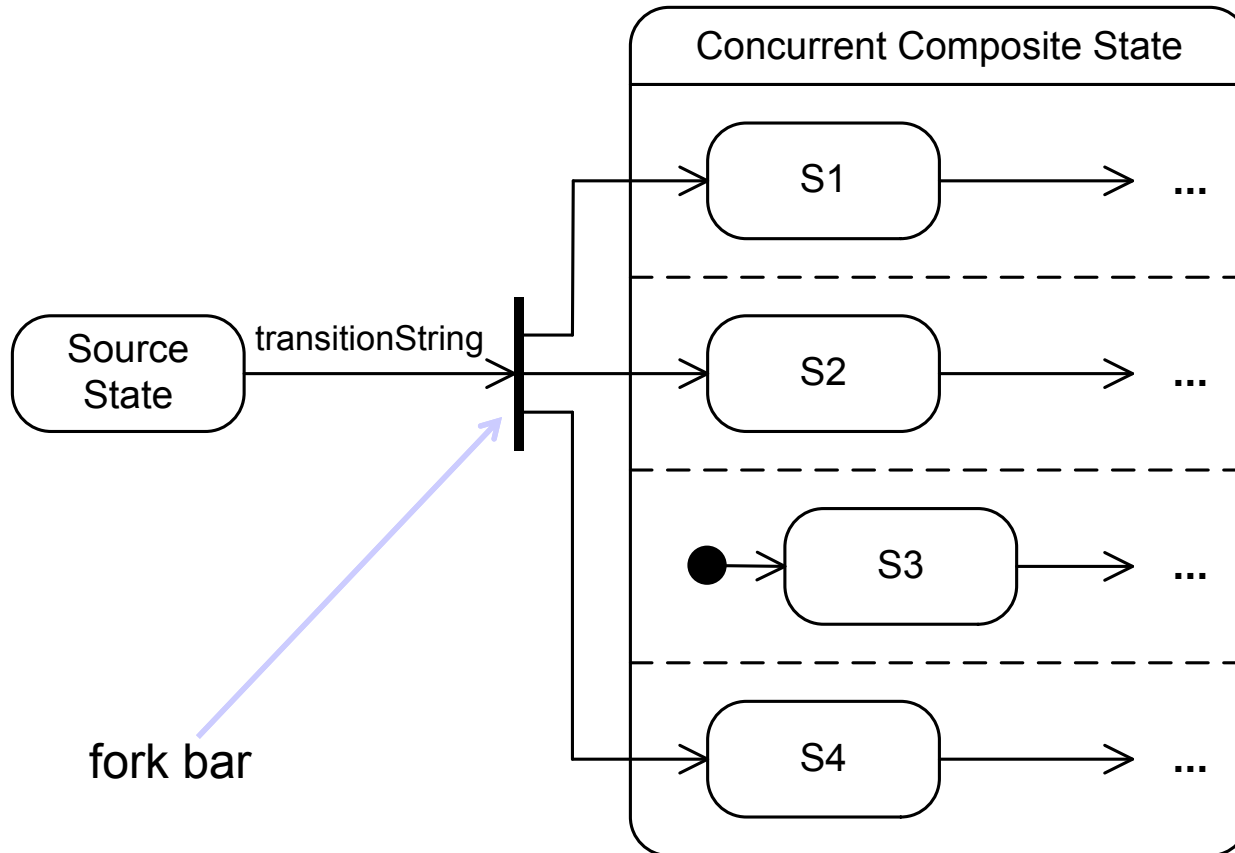 Concurrent Composite State
S1
...
transitionString
Source
State
S2
...
S3
...
fork bar
S4
...